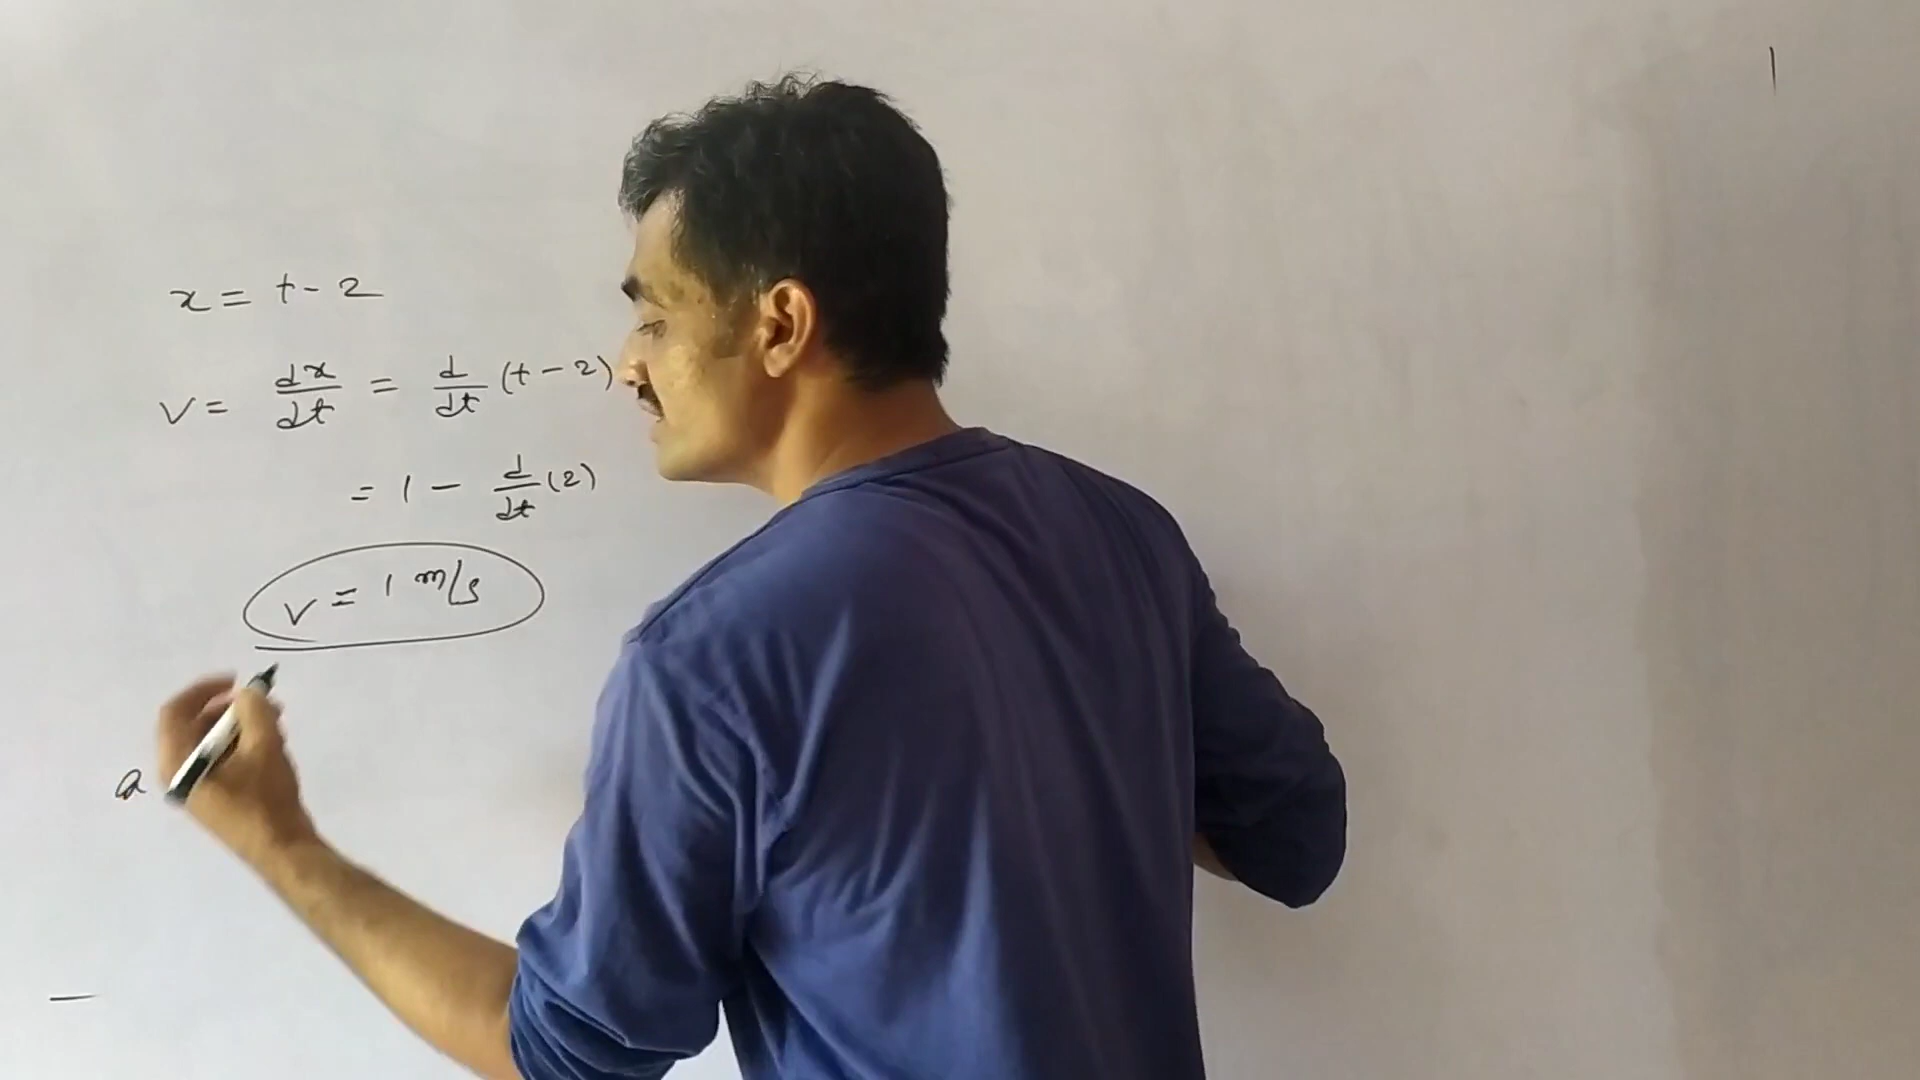 x = t - 2
v = dx/dt = d/dt (t - 2)
= 1 - d/dt (2)
v = 1 m/s
a